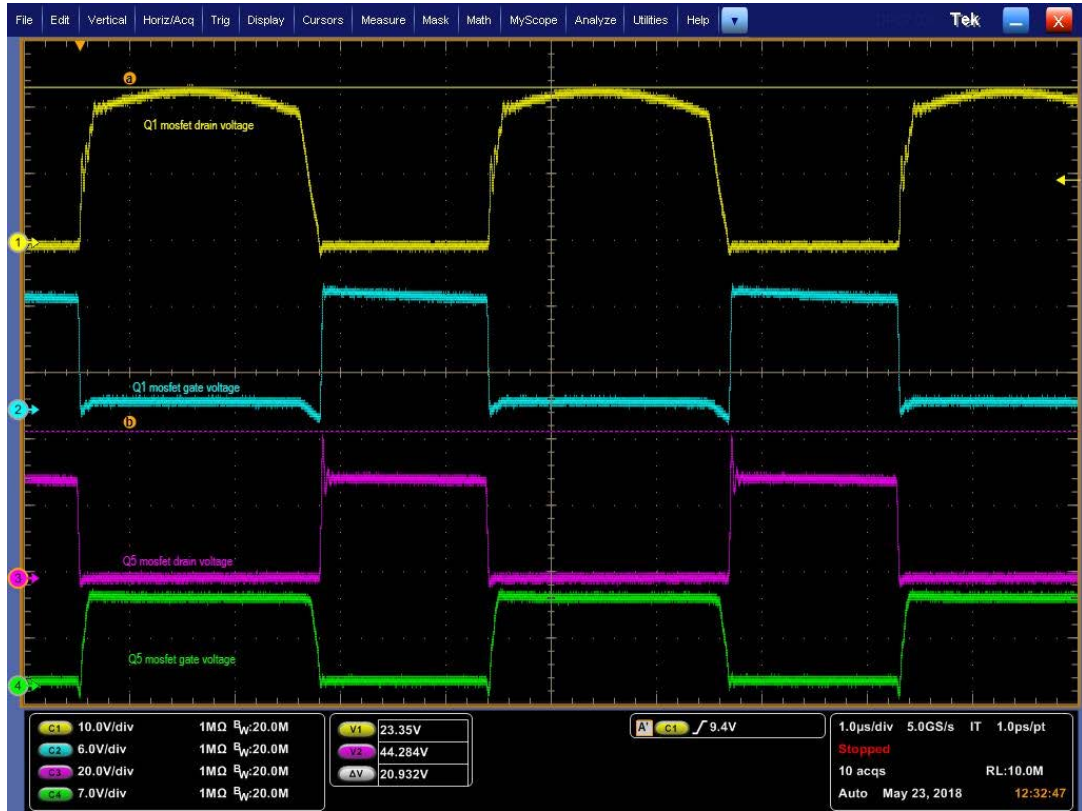 File Edit Vertical Horiz/Acq Trig Display Cursors Measure Mask Math MyScope Analyze Utilities Help Tek X
a
Q1 mosfet drain voltage
1
Q1 mosfet gate voltage
2
b
Q5 mosfet drain voltage
3
Q5 mosfet gate voltage
4
C1 10.0V/div 1MΩ BW:20.0M
C2 6.0V/div 1MΩ BW:20.0M
C3 20.0V/div 1MΩ BW:20.0M
C4 7.0V/div 1MΩ BW:20.0M
V1 23.35V
V2 44.284V
ΔV 20.932V
A' C1 9.4V
1.0μs/div 5.0GS/s IT 1.0ps/pt
Stopped
10 acqs RL:10.0M
Auto May 23, 2018 12:32:47